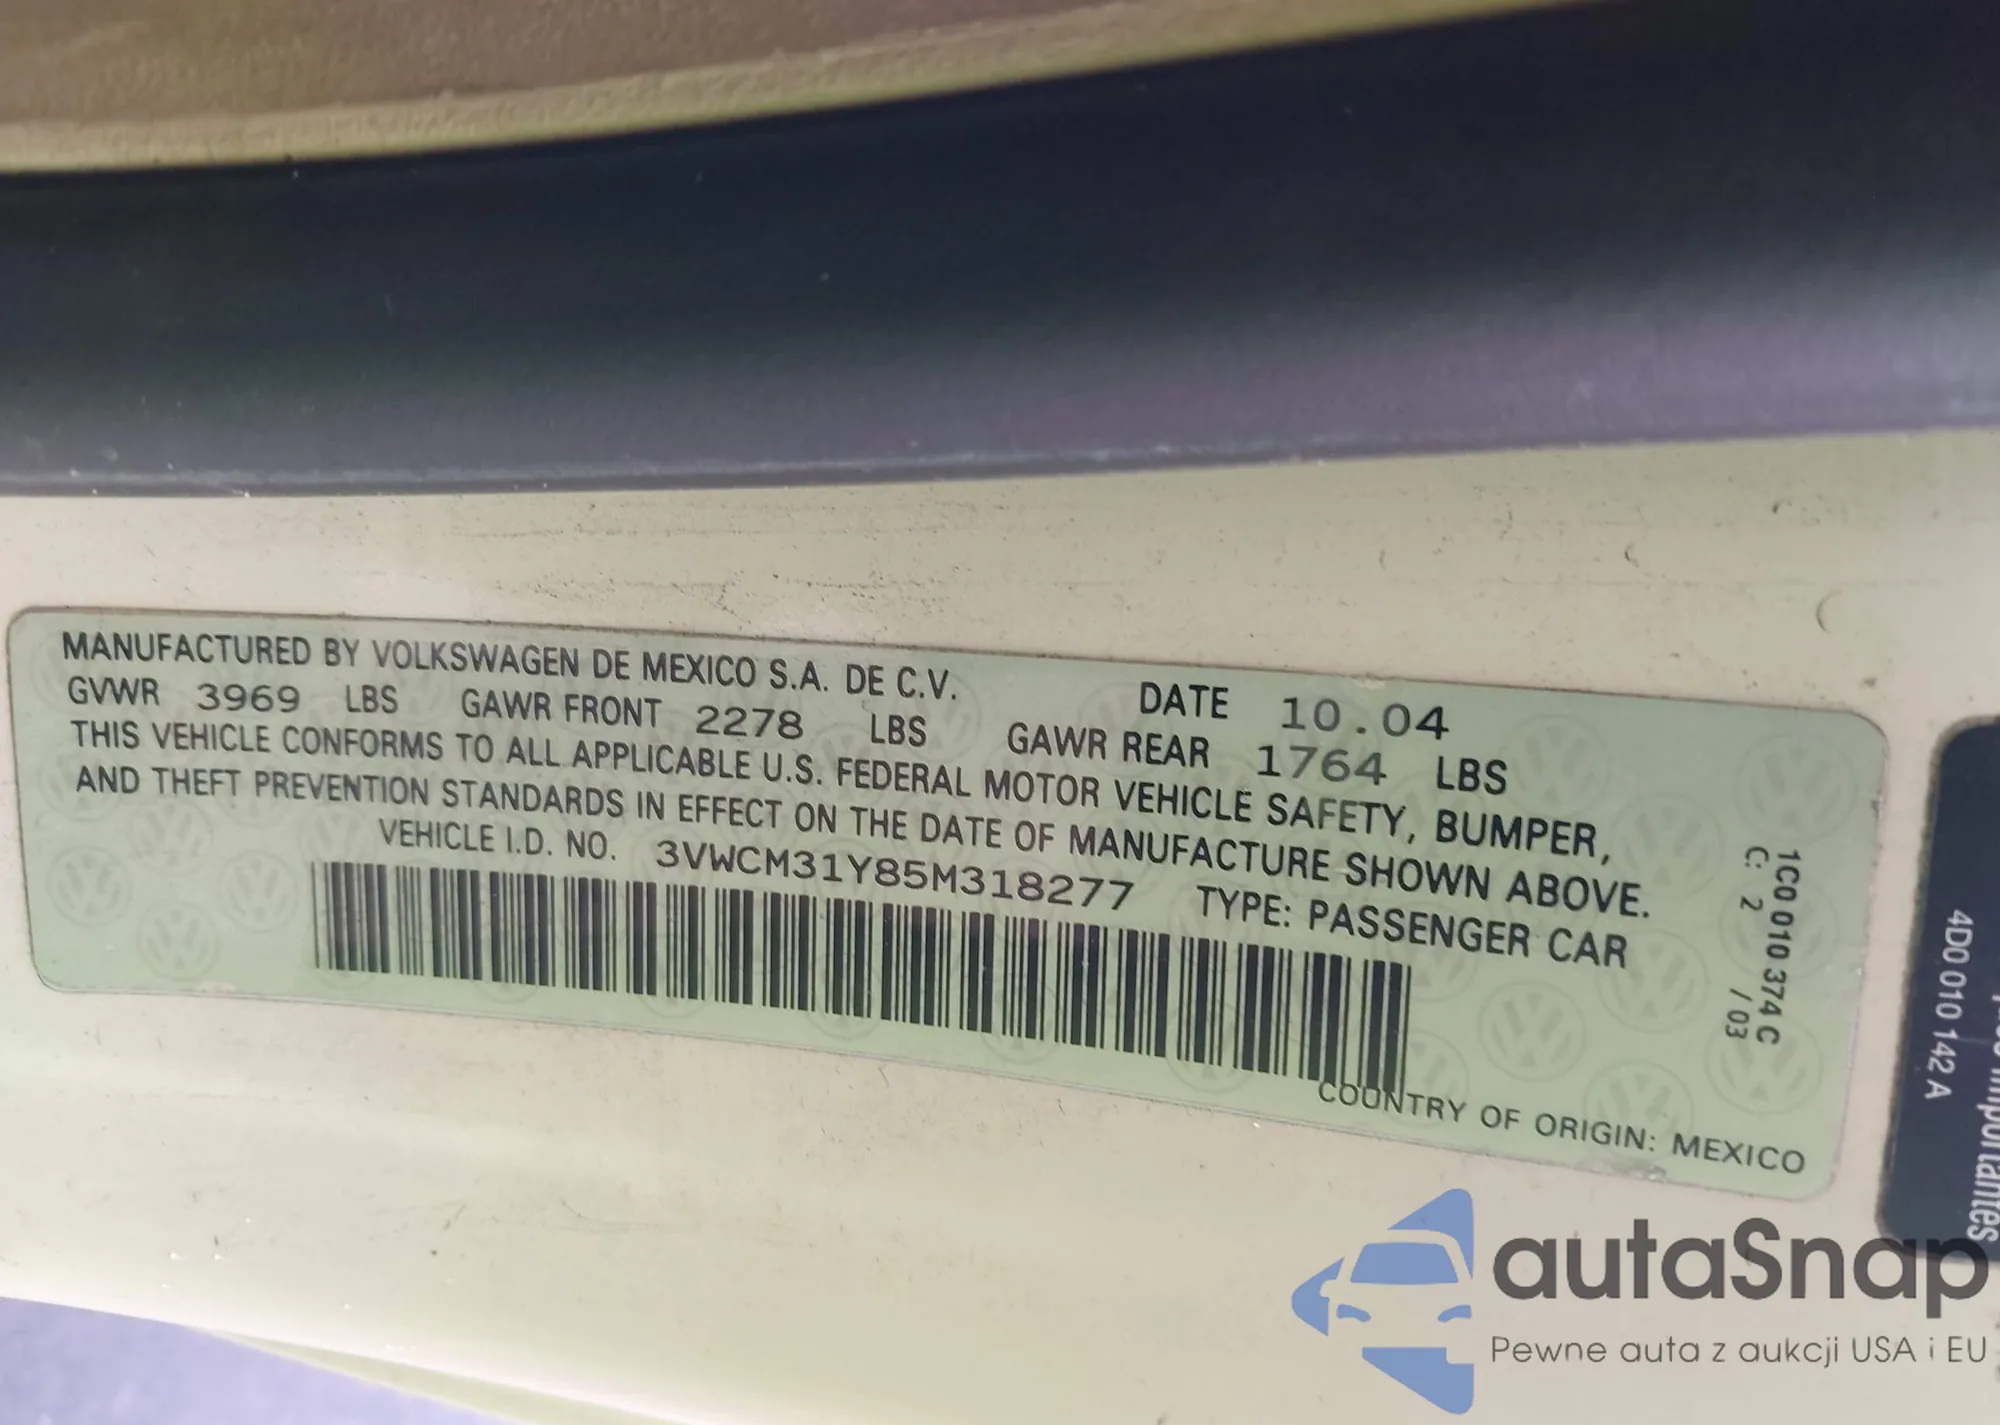 MANUFACTURED BY VOLKSWAGEN DE MEXICO S.A. DE C.V. DATE 10.04
GVWR 3969 LBS GAWR FRONT 2278 LBS GAWR REAR 1764 LBS
THIS VEHICLE CONFORMS TO ALL APPLICABLE U.S. FEDERAL MOTOR VEHICLE SAFETY, BUMPER,
AND THEFT PREVENTION STANDARDS IN EFFECT ON THE DATE OF MANUFACTURE SHOWN ABOVE.
VEHICLE I.D. NO. 3VWCM31Y85M318277 TYPE: PASSENGER CAR
1C0 010 374 C
C: 2 / 03
COUNTRY OF ORIGIN: MEXICO
4D0 010 142 A
autaSnap
Pewne auta z aukcji USA i EU